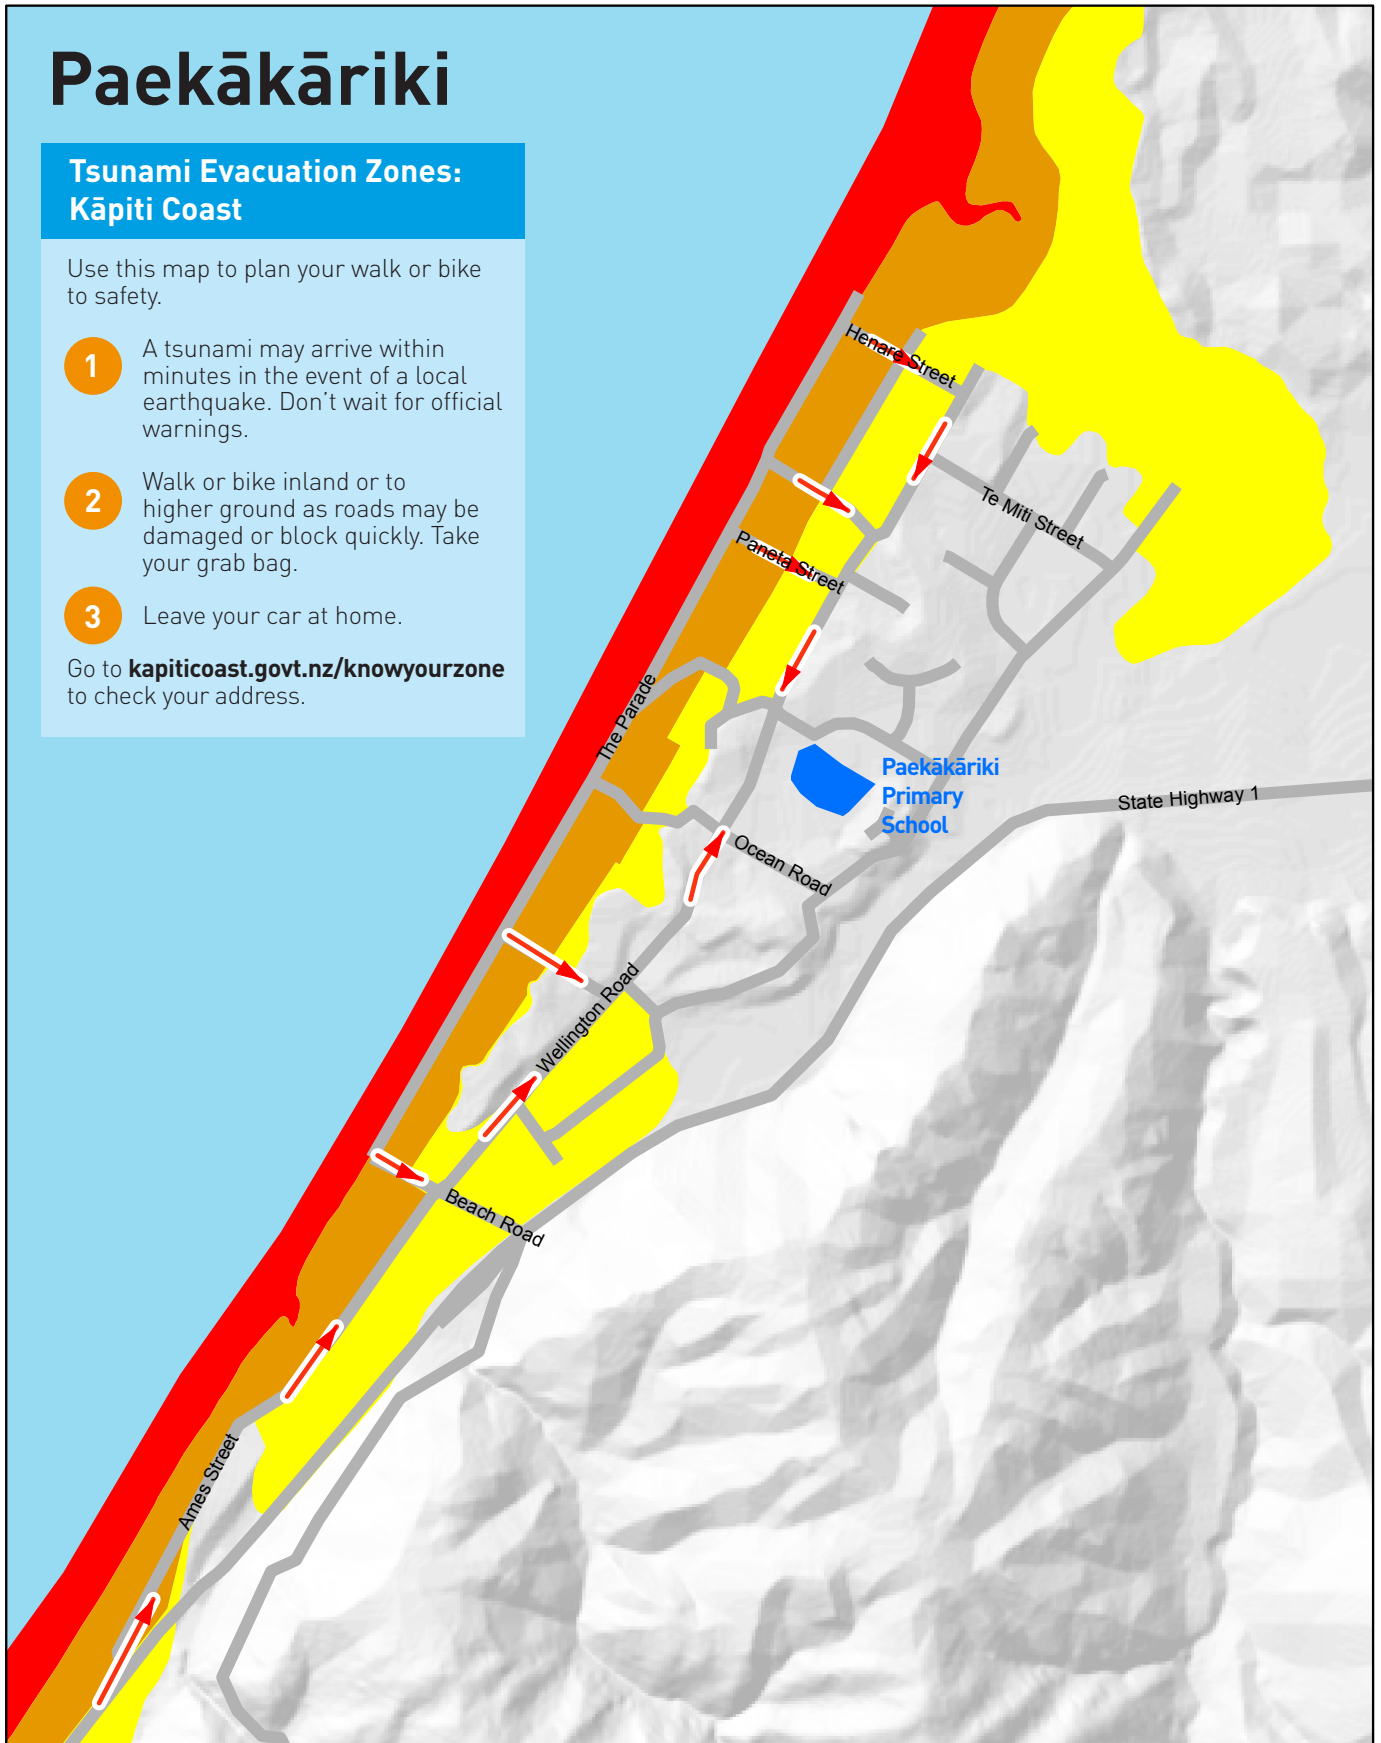 Paekākāriki
Tsunami Evacuation Zones:
Kāpiti Coast
Use this map to plan your walk or bike
to safety.
1
A tsunami may arrive within
minutes in the event of a local
earthquake. Don’t wait for official
warnings.
2
Walk or bike inland or to
higher ground as roads may be
damaged or block quickly. Take
your grab bag.
3
Leave your car at home.
Go to kapiticoast.govt.nz/knowyourzone
to check your address.
Henare Street
Te Miti Street
Paneta Street
The Parade
Paekākāriki
Primary
School
State Highway 1
Ocean Road
Wellington Road
Beach Road
Ames Street